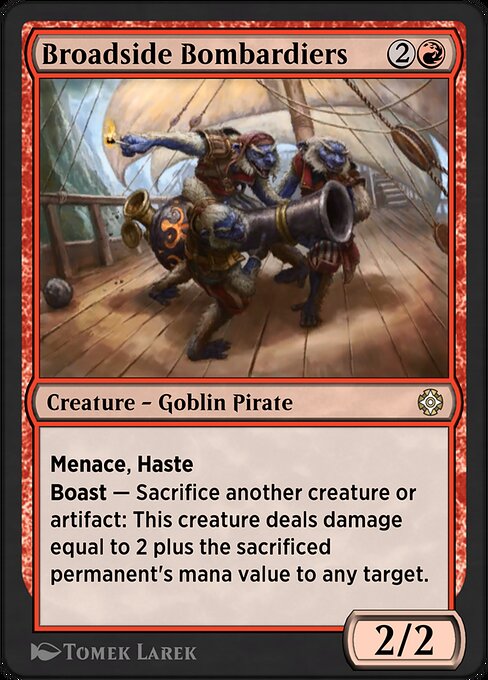 Broadside Bombardiers 2
Creature – Goblin Pirate
Menace, Haste
Boast — Sacrifice another creature or
artifact: This creature deals damage
equal to 2 plus the sacrificed
permanent's mana value to any target.
2/2
Tomek Larek